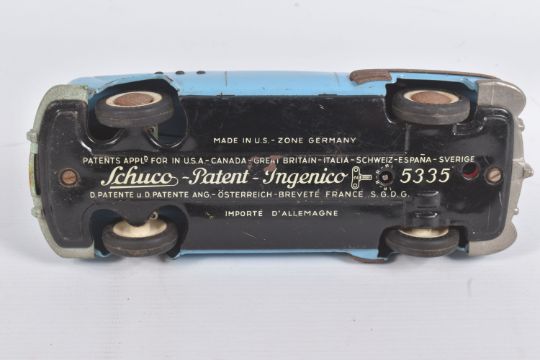 MADE IN U.S.-ZONE GERMANY
PATENTS APPLD FOR IN U.S.A-CANADA-GREAT BRITAIN-ITALIA-SCHWEIZ-ESPAÑA-SVERIGE
Schuco-Patent-Ingenico 5335
D.PATENTE U D.PATENTE ANG.-ÖSTERREICH-BREVETÉ FRANCE S.G.D.G.
IMPORTÉ D'ALLEMAGNE